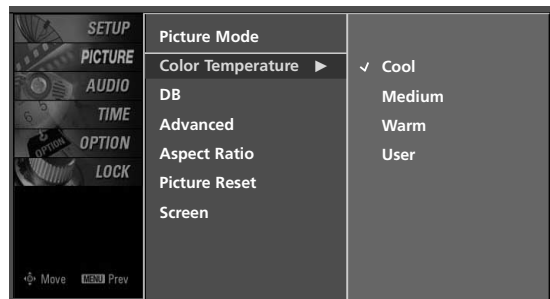 SETUP
PICTURE
AUDIO
TIME
OPTION
LOCK
Move MENU Prev
Picture Mode
Color Temperature ▶
DB
Advanced
Aspect Ratio
Picture Reset
Screen
✓ Cool
Medium
Warm
User